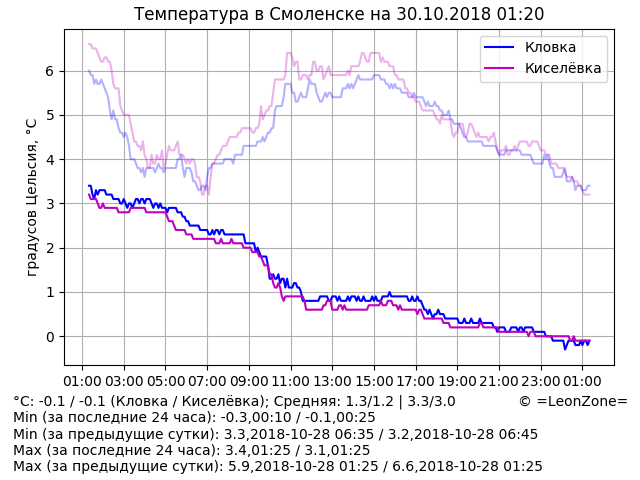 Температура в Смоленске на 30.10.2018 01:20
Кловка
Киселёвка
градусов Цельсия, °C
6
5
4
3
2
1
0
01:00 03:00 05:00 07:00 09:00 11:00 13:00 15:00 17:00 19:00 21:00 23:00 01:00
°C: -0.1 / -0.1 (Кловка / Киселёвка); Средняя: 1.3/1.2 | 3.3/3.0 © =LeonZone=
Min (за последние 24 часа): -0.3,00:10 / -0.1,00:25
Min (за предыдущие сутки): 3.3,2018-10-28 06:35 / 3.2,2018-10-28 06:45
Max (за последние 24 часа): 3.4,01:25 / 3.1,01:25
Max (за предыдущие сутки): 5.9,2018-10-28 01:25 / 6.6,2018-10-28 01:25